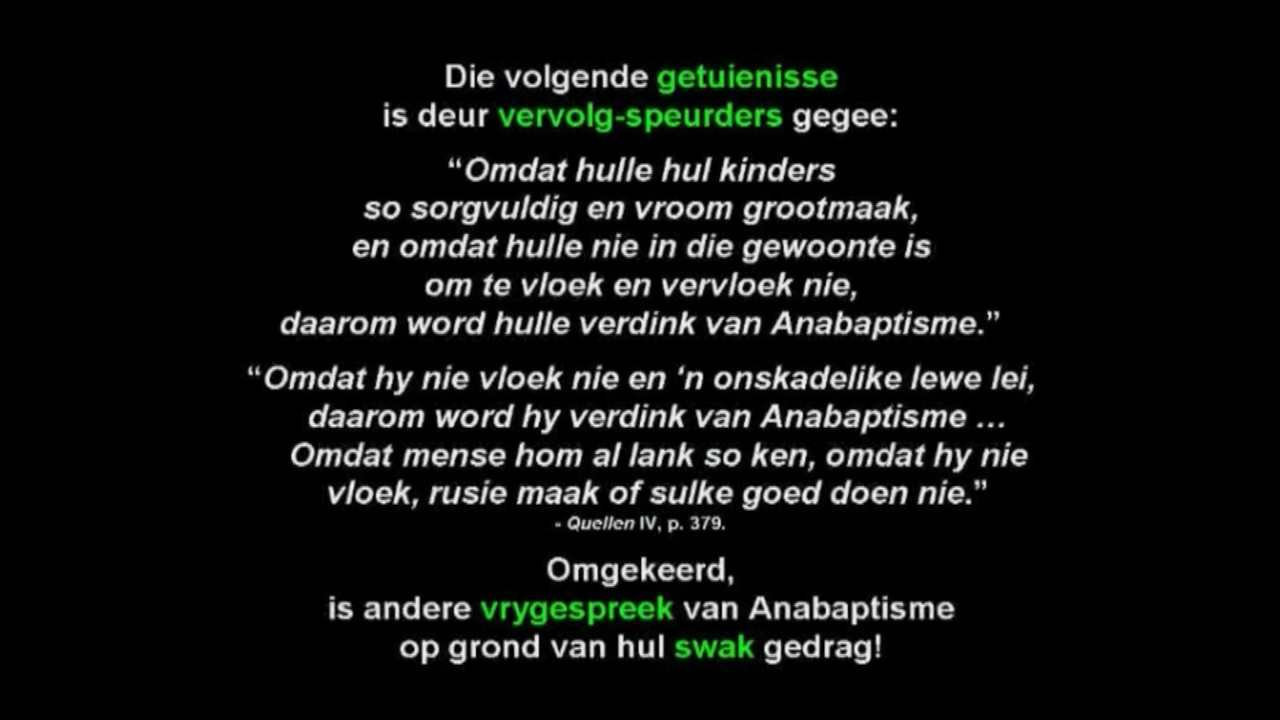 Die volgende getuienisse
is deur vervolg-speurders gegee:
“Omdat hulle hul kinders
so sorgvuldig en vroom grootmaak,
en omdat hulle nie in die gewoonte is
om te vloek en vervloek nie,
daarom word hulle verdink van Anabaptisme.”
“Omdat hy nie vloek nie en ‘n onskadelike lewe lei,
daarom word hy verdink van Anabaptisme ...
Omdat mense hom al lank so ken, omdat hy nie
vloek, rusie maak of sulke goed doen nie.”
- Quellen IV, p. 379.
Omgekeerd,
is andere vrygespreek van Anabaptisme
op grond van hul swak gedrag!